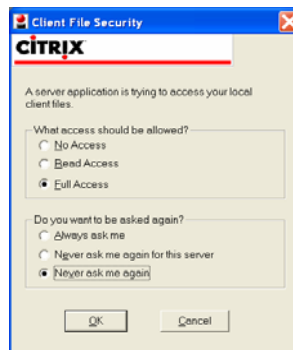 Client File Security
CITRIX
A server application is trying to access your local
client files.
What access should be allowed?
No Access
Read Access
Full Access
Do you want to be asked again?
Always ask me
Never ask me again for this server
Never ask me again
OK
Cancel